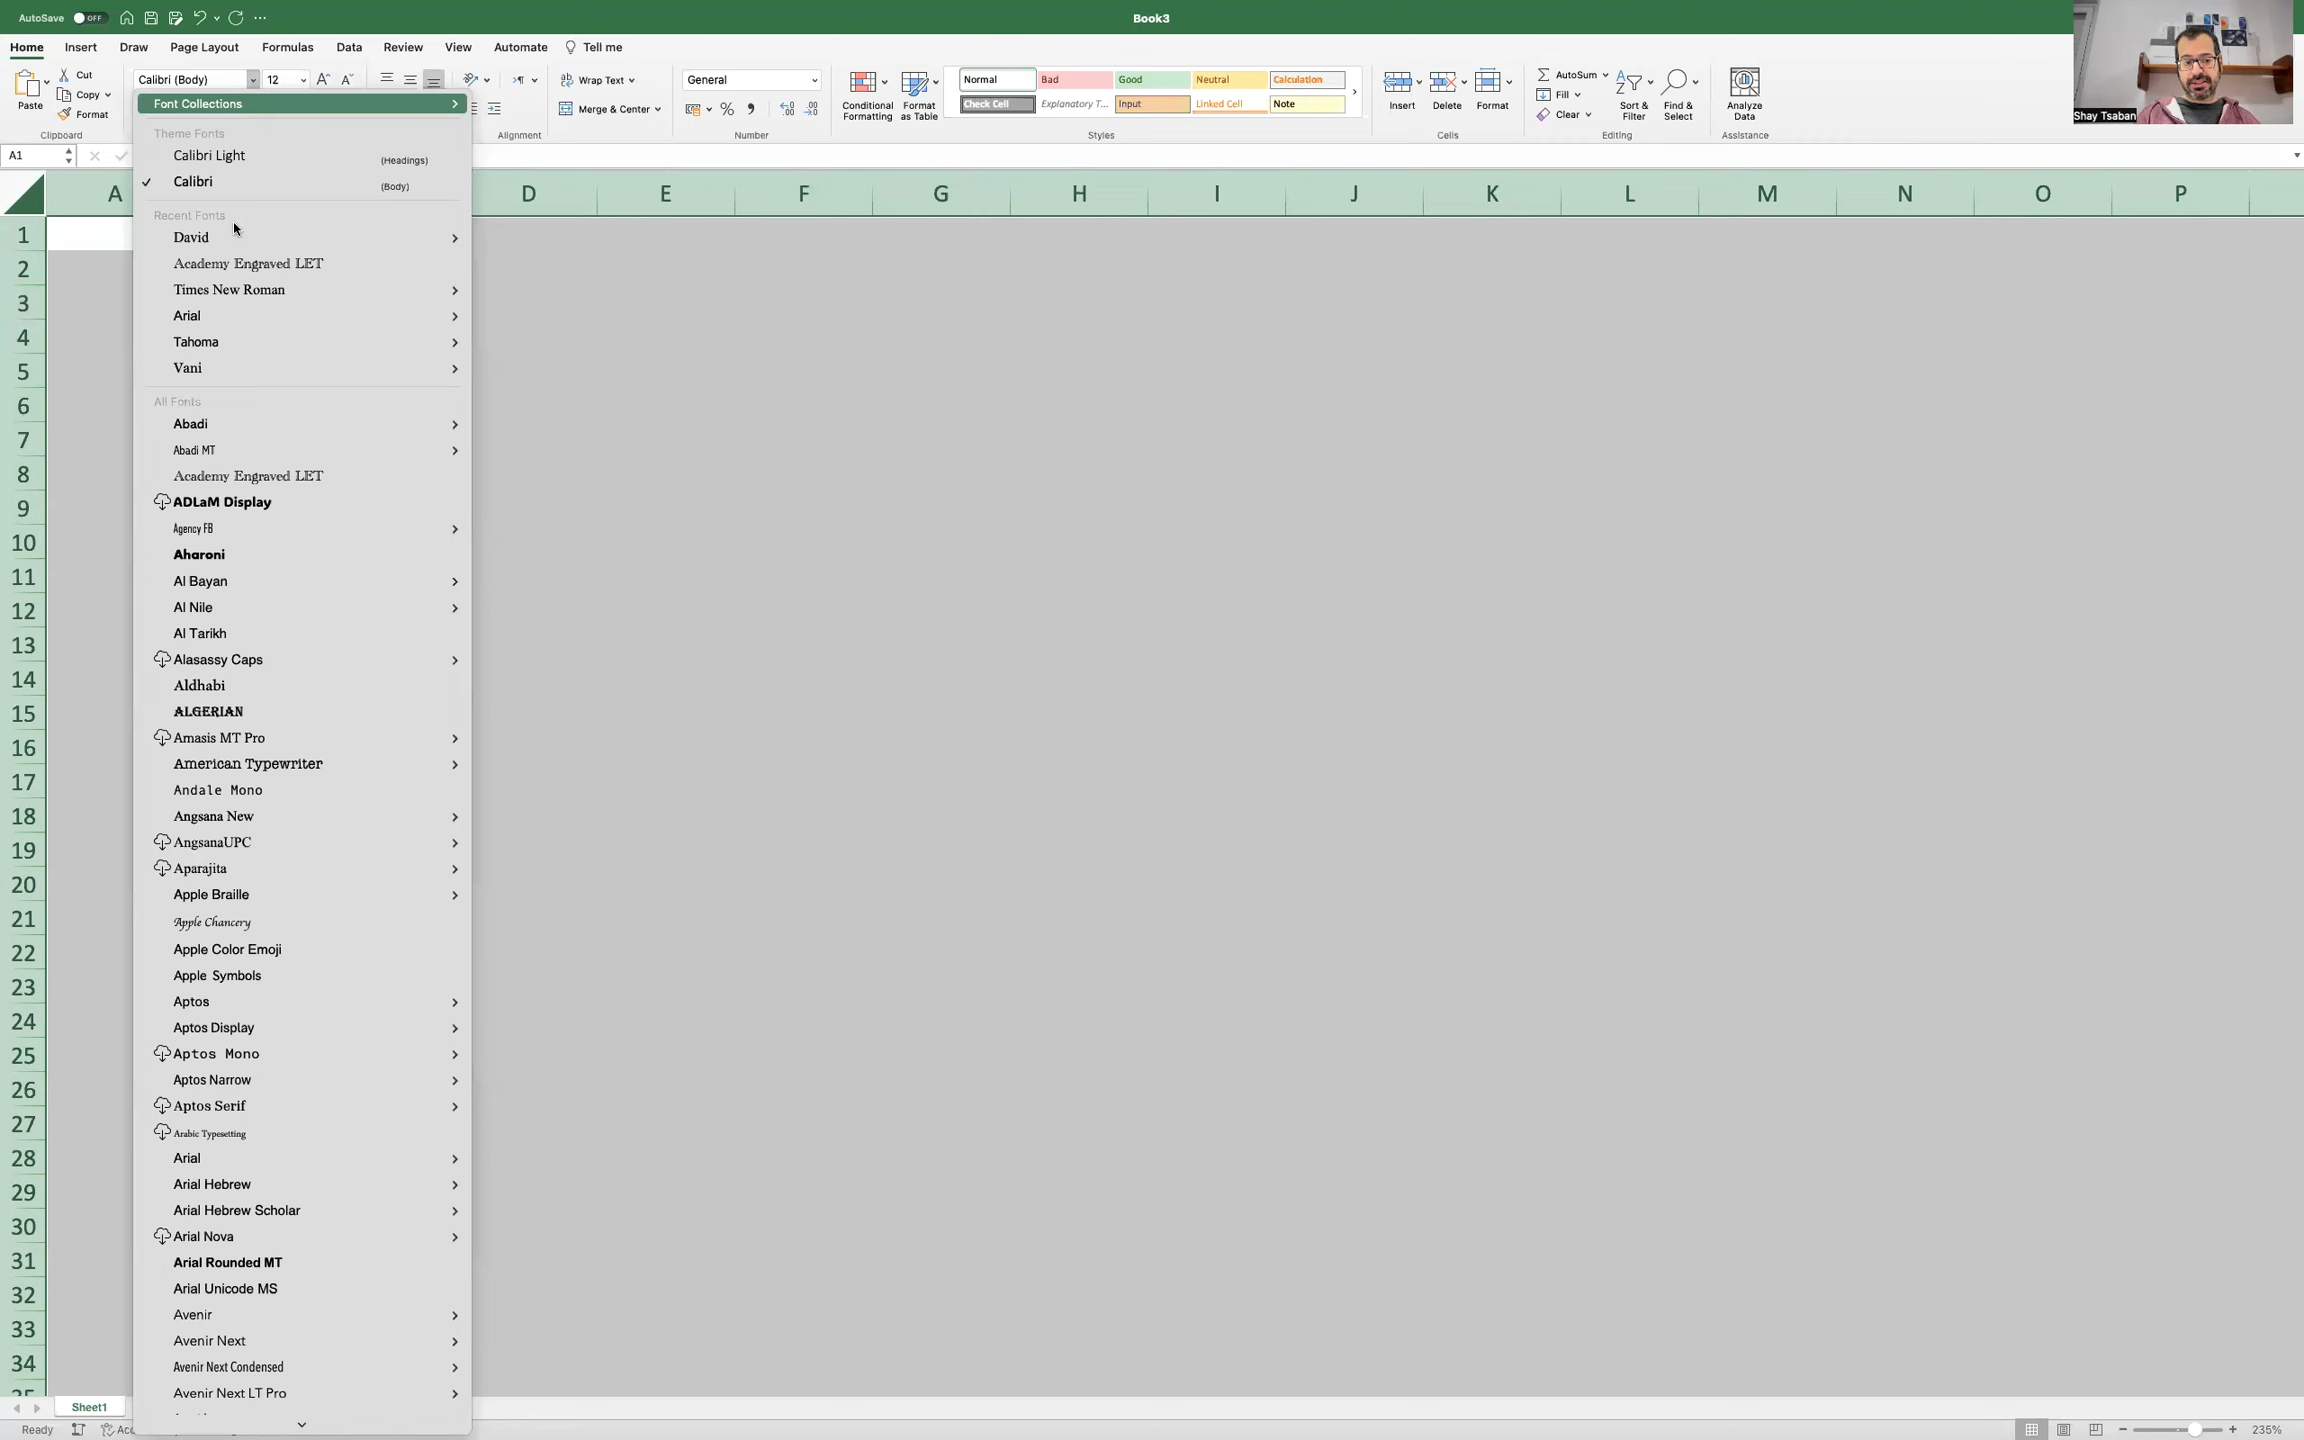 AutoSave OFF
Book3
Home Insert Draw Page Layout Formulas Data Review View Automate Tell me
Paste
Cut
Copy
Format
Clipboard
Calibri (Body) 12
Wrap Text
Merge & Center
Alignment
General
Number
Conditional Formatting
Format as Table
Normal Bad Good Neutral Calculation
Check Cell Explanatory T... Input Linked Cell Note
Styles
Insert Delete Format
Cells
AutoSum
Fill
Clear
Sort & Filter
Find & Select
Editing
Analyze Data
Assistance
Shay Tsaban
A1
A D E F G H I J K L M N O P
Font Collections
Theme Fonts
Calibri Light (Headings)
Calibri (Body)
Recent Fonts
David
Academy Engraved LET
Times New Roman
Arial
Tahoma
Vani
All Fonts
Abadi
Abadi MT
Academy Engraved LET
ADLaM Display
Agency FB
Aharoni
Al Bayan
Al Nile
Al Tarikh
Alasassy Caps
Aldhabi
ALGERIAN
Amasis MT Pro
American Typewriter
Andale Mono
Angsana New
AngsanaUPC
Aparajita
Apple Braille
Apple Chancery
Apple Color Emoji
Apple Symbols
Aptos
Aptos Display
Aptos Mono
Aptos Narrow
Aptos Serif
Arabic Typesetting
Arial
Arial Hebrew
Arial Hebrew Scholar
Arial Nova
Arial Rounded MT
Arial Unicode MS
Avenir
Avenir Next
Avenir Next Condensed
Avenir Next LT Pro
1
2
3
4
5
6
7
8
9
10
11
12
13
14
15
16
17
18
19
20
21
22
23
24
25
26
27
28
29
30
31
32
33
34
35
Sheet1
Ready
235%